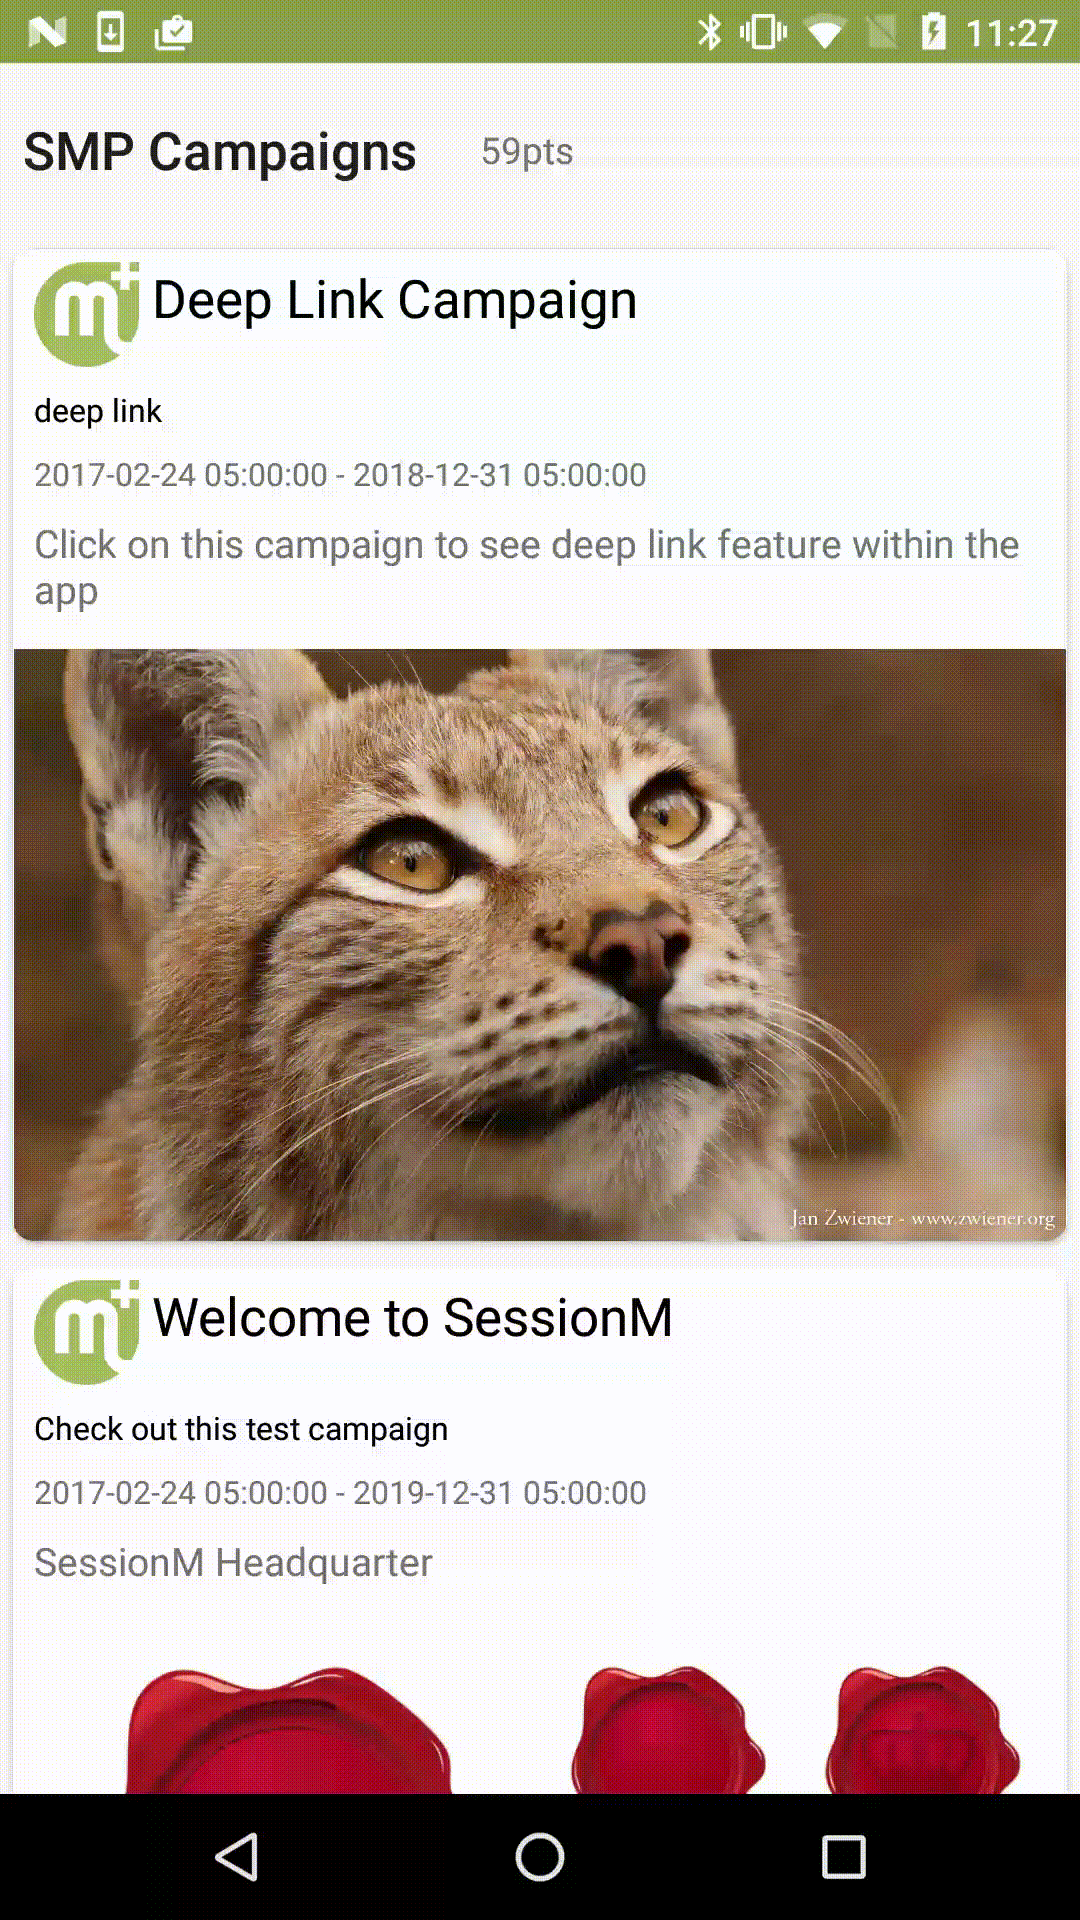 11:27
SMP Campaigns 59pts
m+ Deep Link Campaign
deep link
2017-02-24 05:00:00 - 2018-12-31 05:00:00
Click on this campaign to see deep link feature within the
app
Jan Zwiener - www.zwiener.org
m+ Welcome to SessionM
Check out this test campaign
2017-02-24 05:00:00 - 2019-12-31 05:00:00
SessionM Headquarter